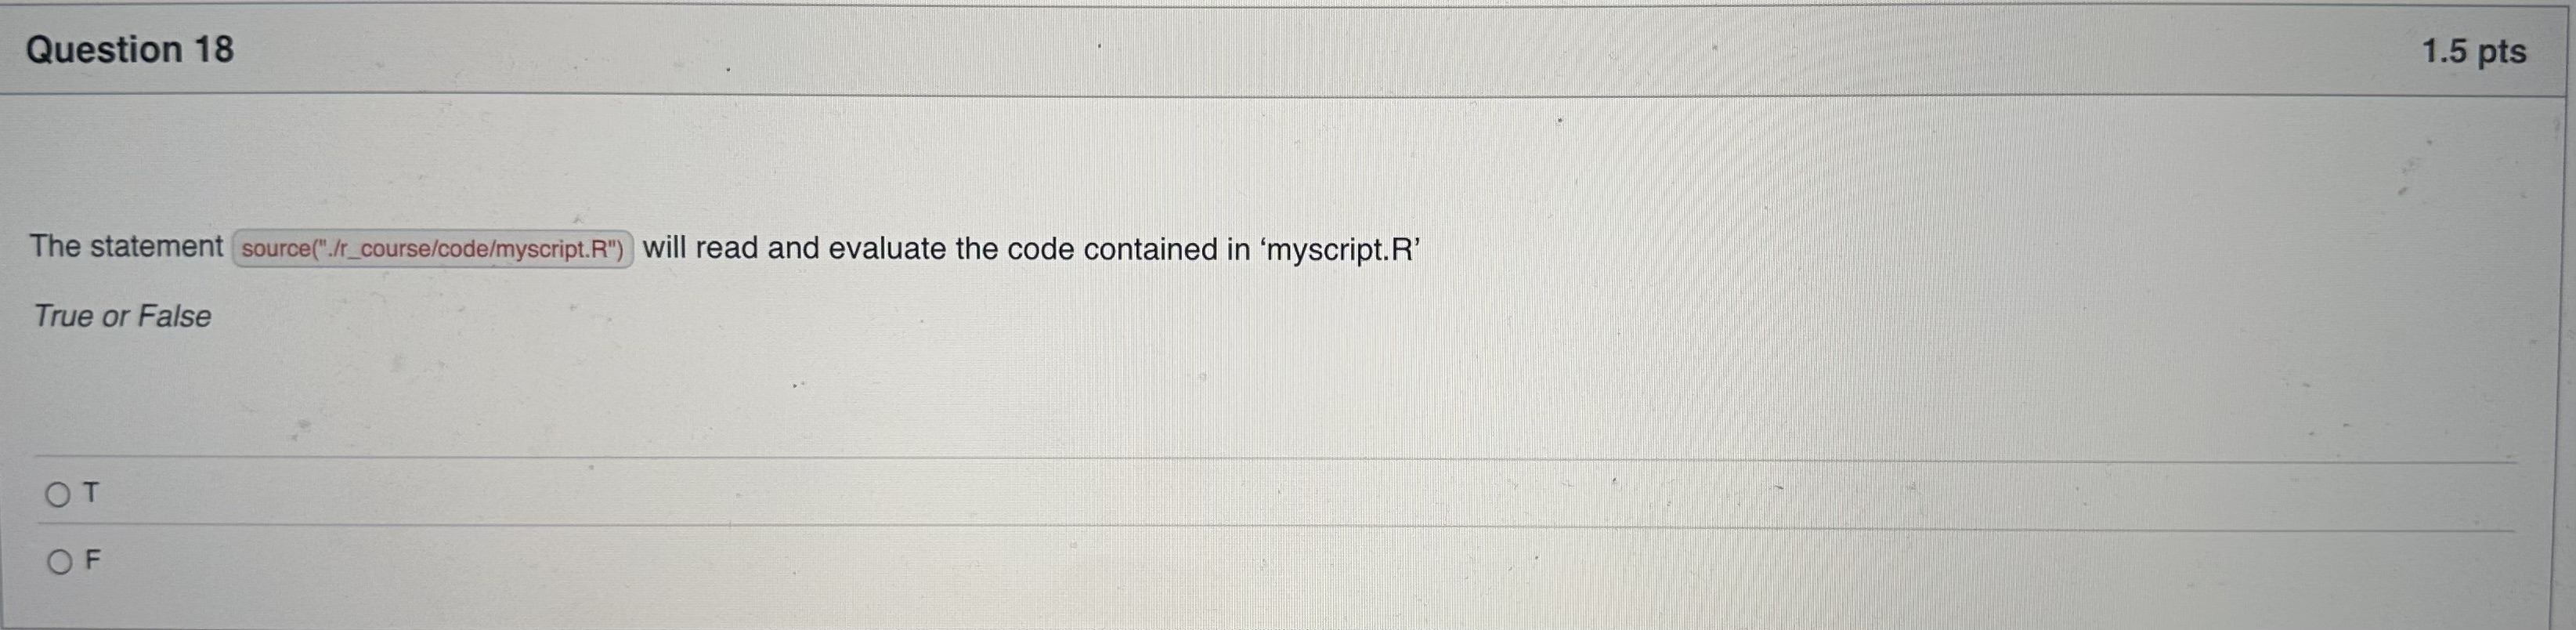 Question 18
1.5 pts
The statement source("./r_course/code/myscript.R") will read and evaluate the code contained in ‘myscript.R’
True or False
T
F